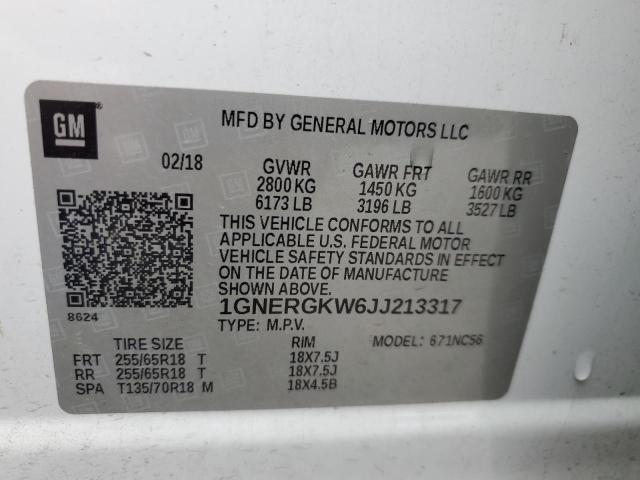 GM ®
MFD BY GENERAL MOTORS LLC
02/18 GVWR GAWR FRT GAWR RR
2800 KG 1450 KG 1600 KG
6173 LB 3196 LB 3527 LB
THIS VEHICLE CONFORMS TO ALL
APPLICABLE U.S. FEDERAL MOTOR
VEHICLE SAFETY STANDARDS IN EFFECT
ON THE DATE OF MANUFACTURE
SHOWN ABOVE.
8624
1GNERGKW6JJ213317
TYPE: M.P.V. MODEL: 671NC56
TIRE SIZE RIM
FRT 255/65R18 T 18X7.5J
RR 255/65R18 T 18X7.5J
SPA T135/70R18 M 18X4.5B